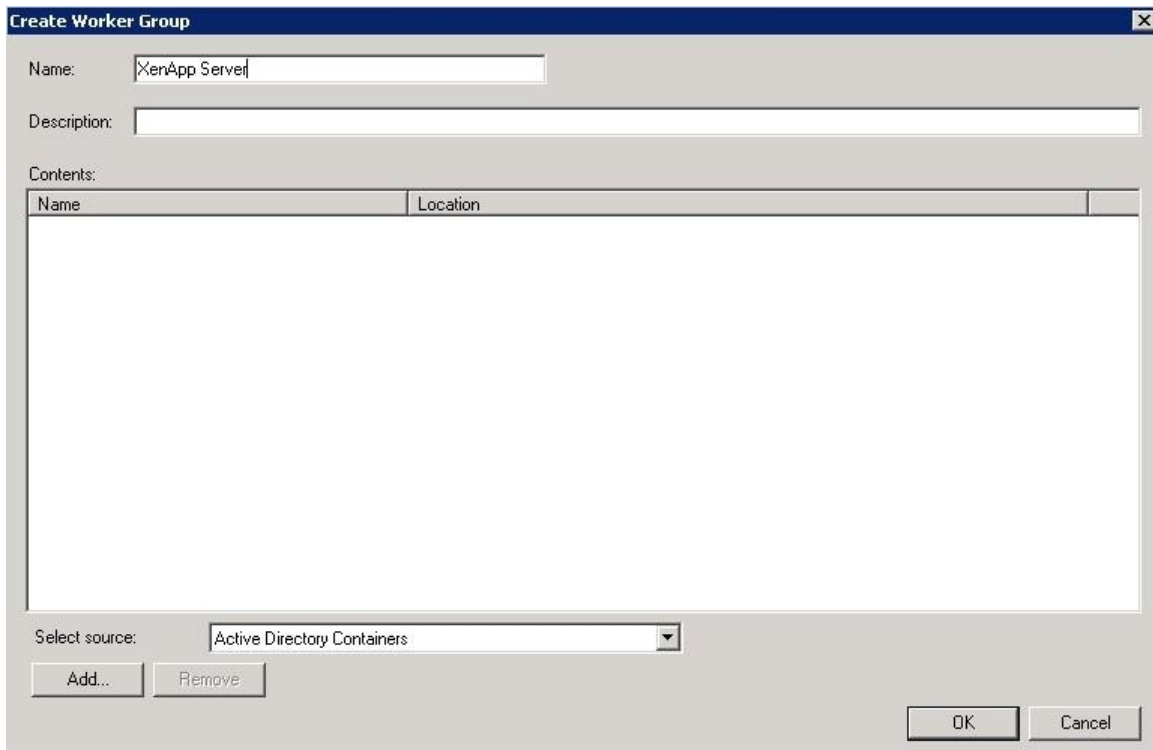 Create Worker Group
Name: XenApp Server
Description:
Contents:
Name Location
Select source: Active Directory Containers
Add... Remove
OK Cancel